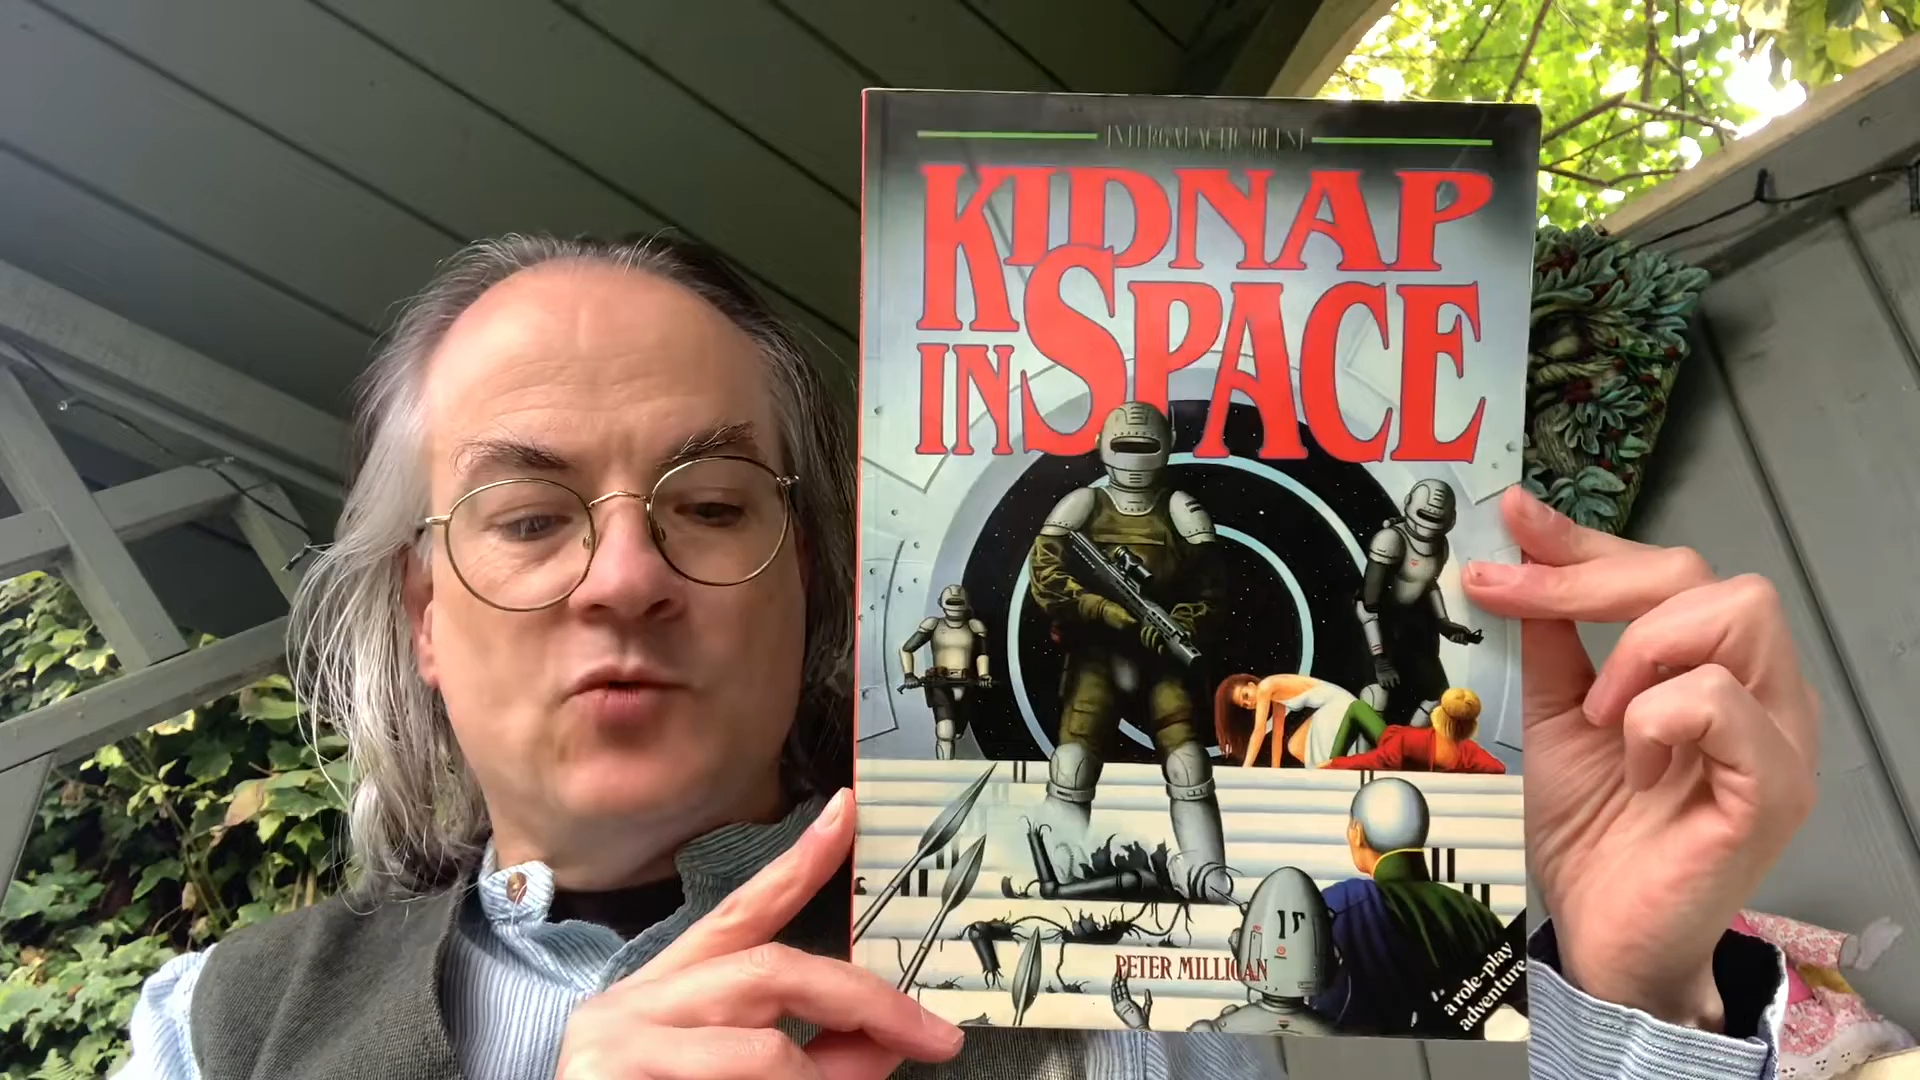 INTERGALACTIC QUEST
KIDNAP
IN SPACE
PETER MILLIGAN
a role-play
adventure